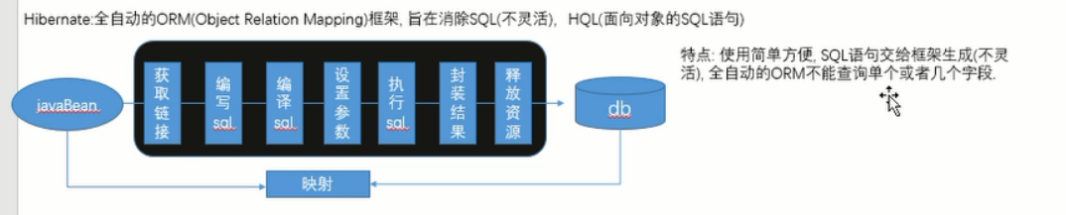 Hibernate:全自动的ORM(Object Relation Mapping)框架, 旨在消除SQL(不灵活),  HQL(面向对象的SQL语句)
特点: 使用简单方便, SQL语句交给框架生成(不灵
活), 全自动的ORM不能查询单个或者几个字段.
javaBean
获取链接
编写sql
编译sql
设置参数
执行sql
封装结果
释放资源
db
映射